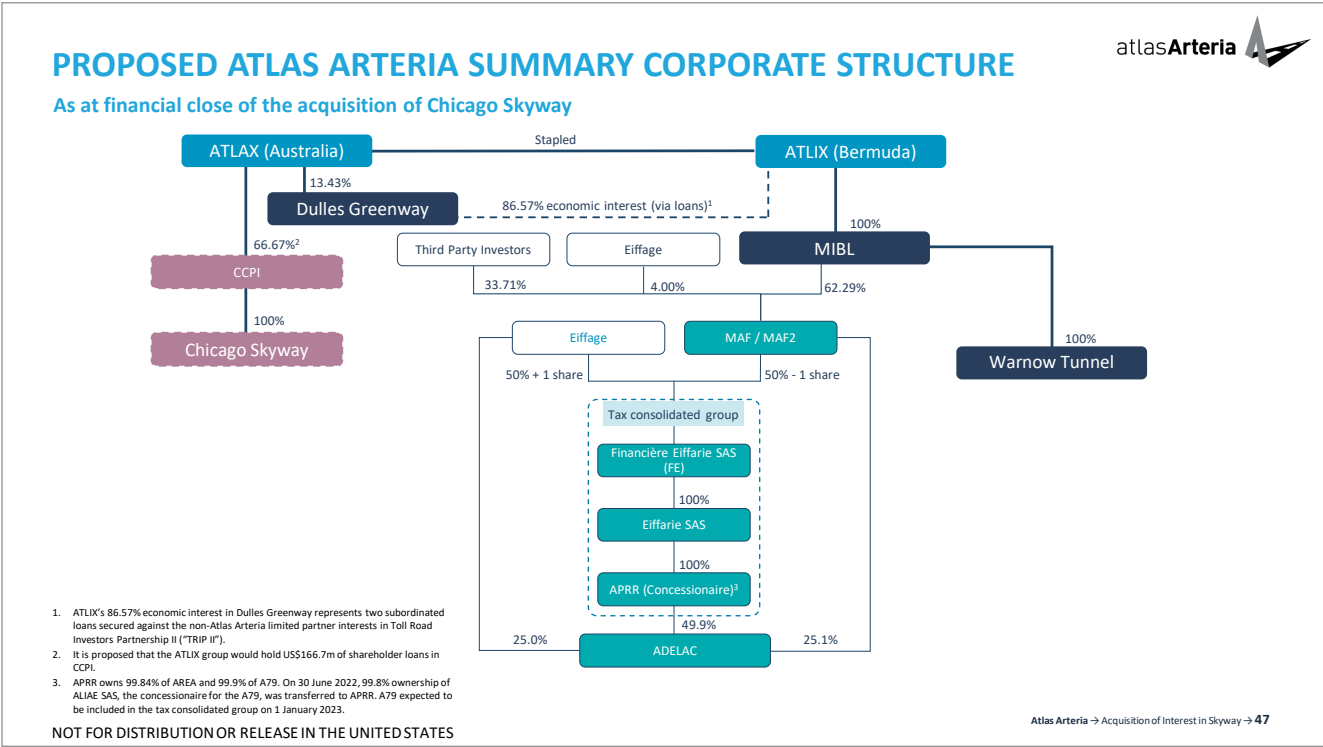 atlasArteria
PROPOSED ATLAS ARTERIA SUMMARY CORPORATE STRUCTURE
As at financial close of the acquisition of Chicago Skyway
ATLAX (Australia)
Stapled
ATLIX (Bermuda)
13.43%
Dulles Greenway
86.57% economic interest (via loans)1
100%
66.67%2
Third Party Investors
Eiffage
MIBL
CCPI
33.71%
4.00%
62.29%
100%
Chicago Skyway
Eiffage
MAF / MAF2
100%
Warnow Tunnel
50% + 1 share
50% - 1 share
Tax consolidated group
Financière Eiffarie SAS
(FE)
100%
Eiffarie SAS
100%
APRR (Concessionaire)3
49.9%
25.0%
ADELAC
25.1%
1. ATLIX's 86.57% economic interest in Dulles Greenway represents two subordinated
loans secured against the non-Atlas Arteria limited partner interests in Toll Road
Investors Partnership II ("TRIP II").
2. It is proposed that the ATLIX group would hold US$166.7m of shareholder loans in
CCPI.
3. APRR owns 99.84% of AREA and 99.9% of A79. On 30 June 2022, 99.8% ownership of
ALIAE SAS, the concessionaire for the A79, was transferred to APRR. A79 expected to
be included in the tax consolidated group on 1 January 2023.
NOT FOR DISTRIBUTION OR RELEASE IN THE UNITED STATES
Atlas Arteria → Acquisition of Interest in Skyway → 47